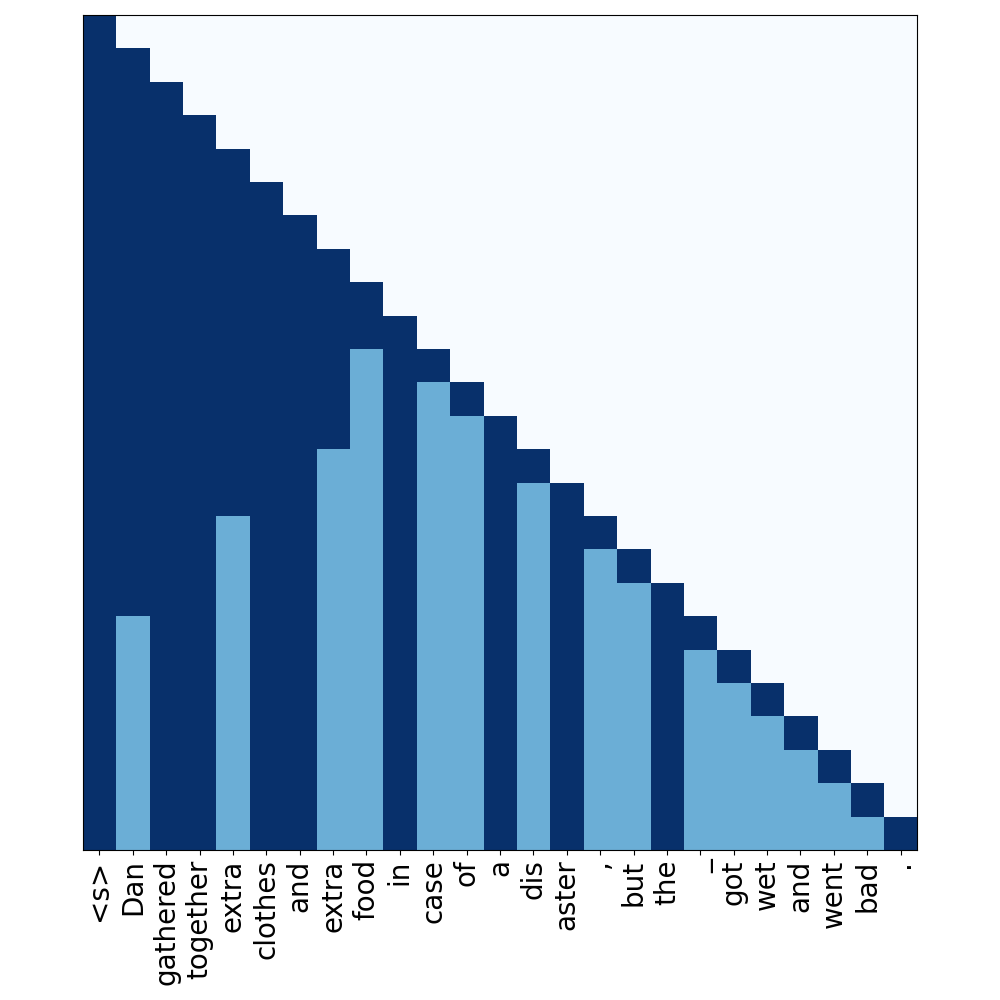 <s> Dan gathered together extra clothes and extra food in case of a dis aster , but the _ got wet and went bad .